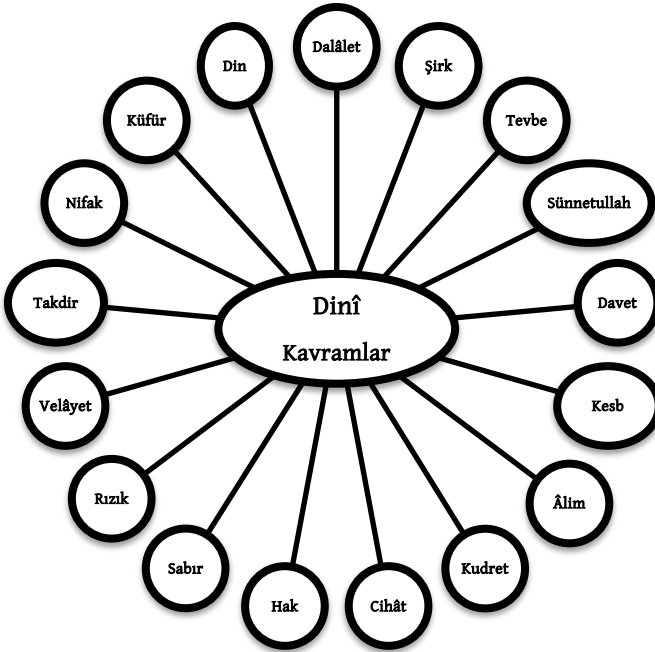 Dalâlet
Din
Şirk
Küfür
Tevbe
Nifak
Sünnetullah
Dinî
Kavramlar
Takdir
Davet
Velâyet
Kesb
Rızık
Âlim
Sabır
Kudret
Hak
Cihât